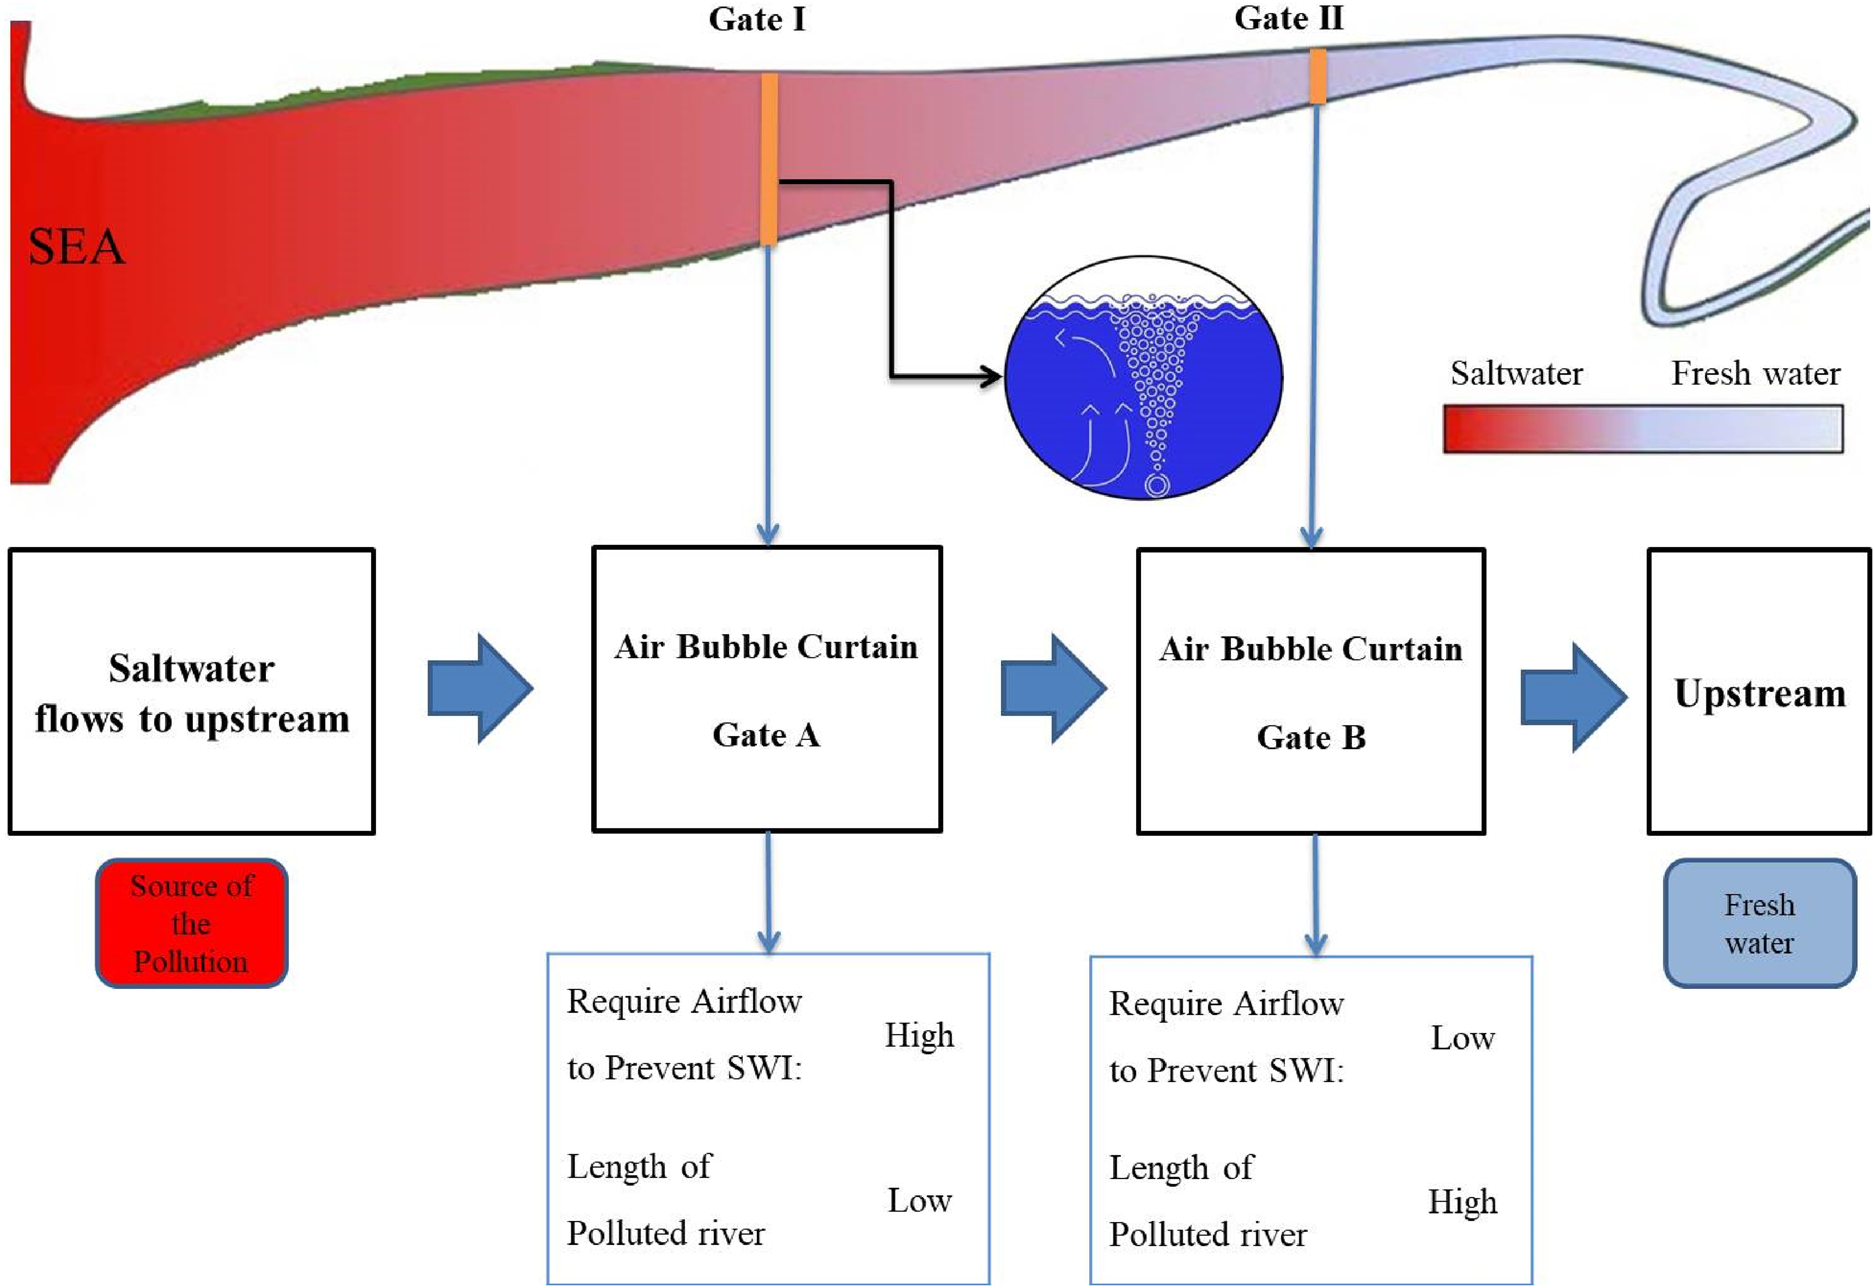 Gate I
Gate II
SEA
Saltwater
Fresh water
Saltwater
flows to upstream
Air Bubble Curtain
Gate A
Air Bubble Curtain
Gate B
Upstream
Source of
the
Pollution
Fresh
water
Require Airflow
to Prevent SWI:
High
Length of
Polluted river
Low
Require Airflow
to Prevent SWI:
Low
Length of
Polluted river
High